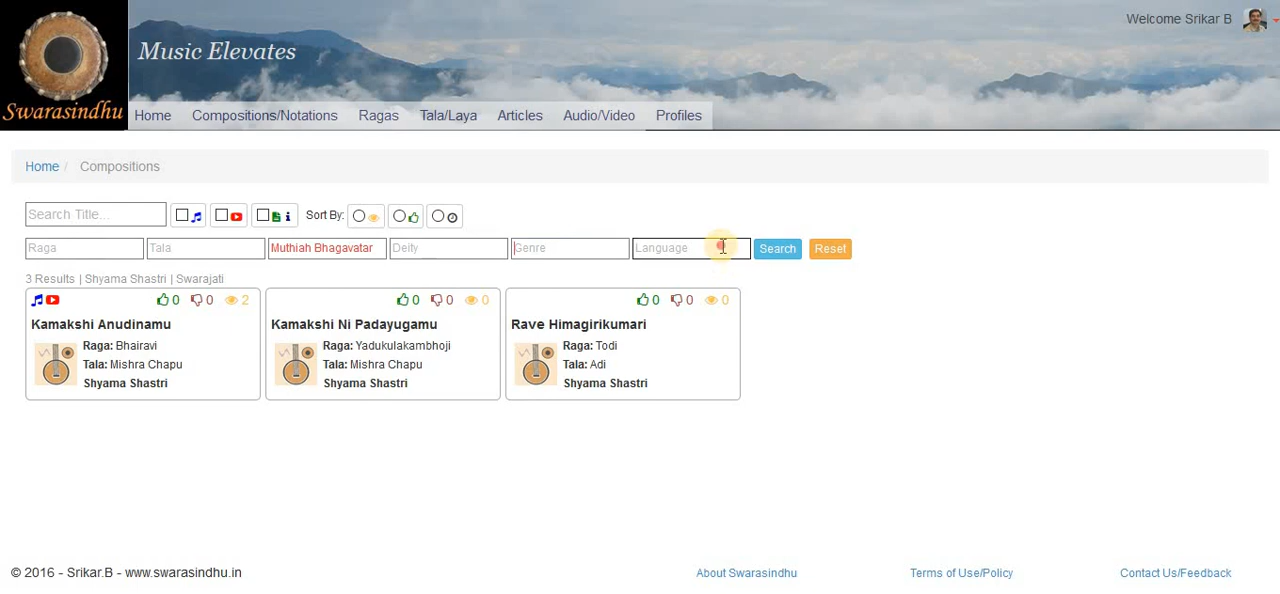 Welcome Srikar B
Music Elevates
Swarasindhu
Home Compositions/Notations Ragas Tala/Laya Articles Audio/Video Profiles
Home / Compositions
Search Title... Sort By:
Raga Tala Muthiah Bhagavatar Deity Genre Language Search Reset
3 Results | Shyama Shastri | Swarajati
0 0 2
Kamakshi Anudinamu
Raga: Bhairavi
Tala: Mishra Chapu
Shyama Shastri
0 0 0
Kamakshi Ni Padayugamu
Raga: Yadukulakambhoji
Tala: Mishra Chapu
Shyama Shastri
0 0 0
Rave Himagirikumari
Raga: Todi
Tala: Adi
Shyama Shastri
© 2016 - Srikar.B - www.swarasindhu.in About Swarasindhu Terms of Use/Policy Contact Us/Feedback